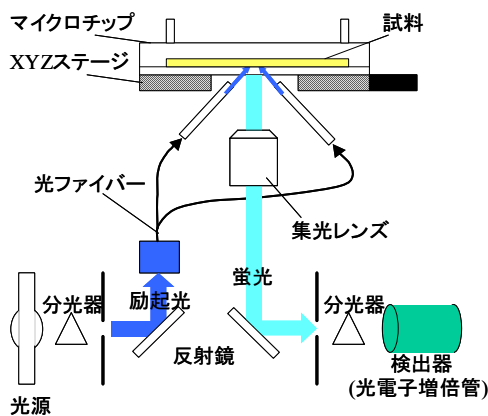 マイクロチップ
試料
XYZステージ
光ファイバー
集光レンズ
蛍光
分光器
励起光
分光器
反射鏡
検出器
(光電子増倍管)
光源